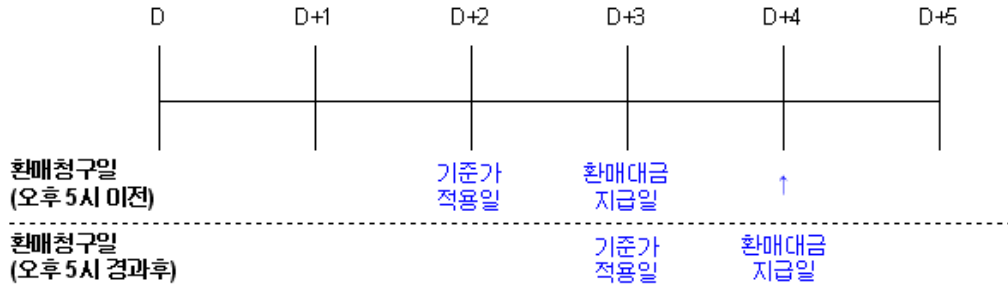 D D+1 D+2 D+3 D+4 D+5
환매청구일 기준가 환매대금 ↑
(오후 5시 이전) 적용일 지급일
환매청구일 기준가 환매대금
(오후 5시 경과후) 적용일 지급일